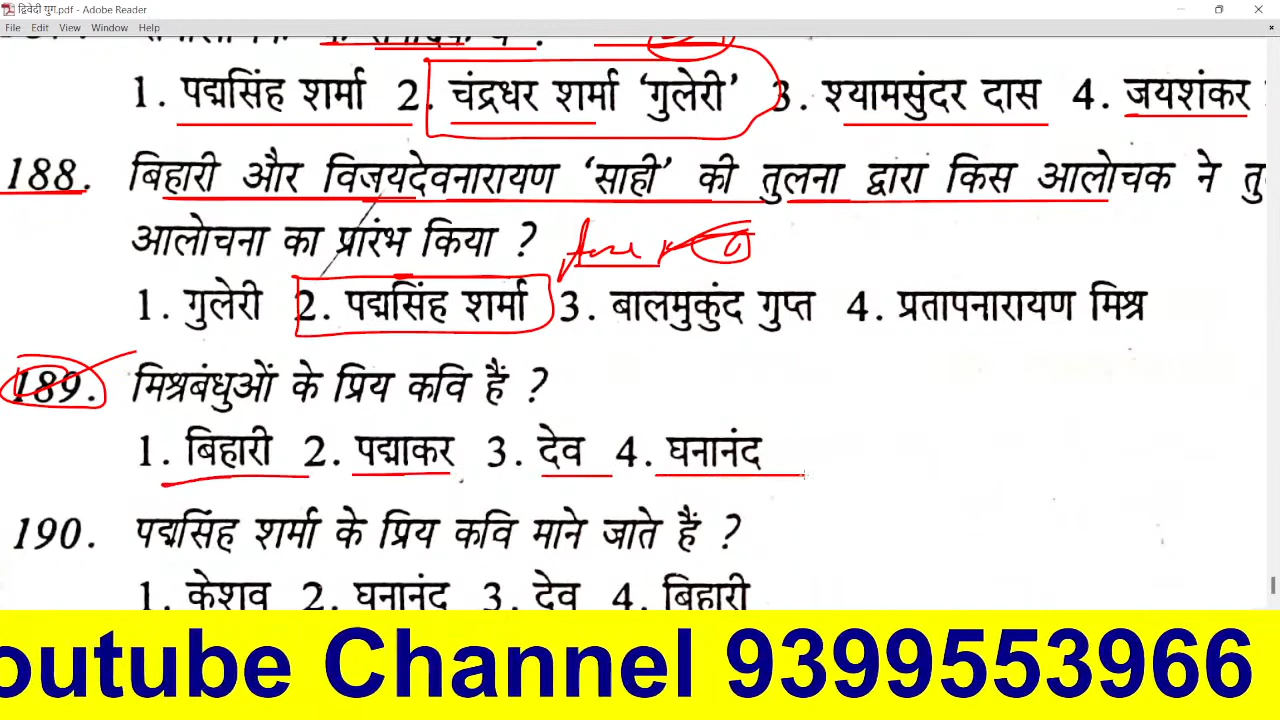 द्विवेदी युग.pdf - Adobe Reader
File Edit View Window Help
के संपादक थे ?
1. पद्मसिंह शर्मा 2. चंद्रधर शर्मा ‘गुलेरी’ 3. श्यामसुंदर दास 4. जयशंकर
188. बिहारी और विजयदेवनारायण ‘साही’ की तुलना द्वारा किस आलोचक ने तु
आलोचना का प्रारंभ किया ?
1. गुलेरी 2. पद्मसिंह शर्मा 3. बालमुकुंद गुप्त 4. प्रतापनारायण मिश्र
189. मिश्रबंधुओं के प्रिय कवि हैं ?
1. बिहारी 2. पद्माकर 3. देव 4. घनानंद
190. पद्मसिंह शर्मा के प्रिय कवि माने जाते हैं ?
1. केशव 2. घनानंद 3. देव 4. बिहारी
outube Channel 9399553966